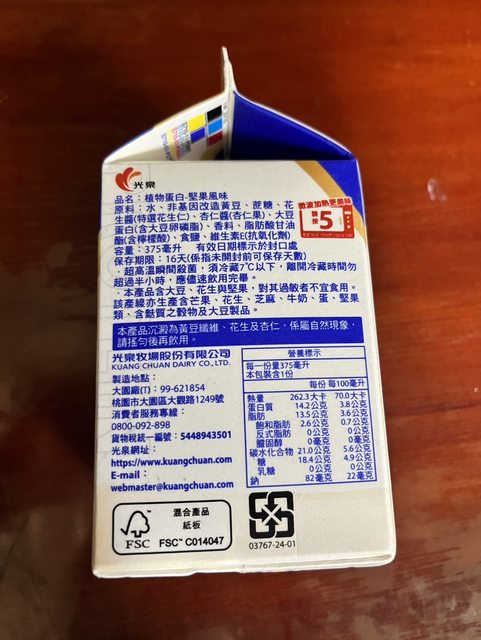 光泉
品名：植物蛋白-堅果風味
原料：水、非基因改造黃豆、蔗糖、花
生醬(特選花生仁)、杏仁醬(杏仁果)、大豆
蛋白(含大豆卵磷脂)、香料、脂肪酸甘油
酯(含檸檬酸)、食鹽、維生素E(抗氧化劑)
容量：375毫升　有效日期標示於封口處
保存期限：16天(係指未開封前可保存天數)
微波加熱更美味
請按5
．超高溫瞬間殺菌，須冷藏7℃以下，離開冷藏時間勿
超過半小時，應儘速飲用完畢。
．本產品含大豆、花生與堅果，對其過敏者不宜食用。
該產線亦生產含芒果、花生、芝麻、牛奶、蛋、堅果
類、含麩質之穀物及大豆製品。
本產品沉澱為黃豆纖維、花生及杏仁，係屬自然現象，
請搖勻後再飲用。
光泉牧場股份有限公司
KUANG CHUAN DAIRY CO., LTD.
製造地點：
大園廠(T)：99-621854
桃園市大園區大觀路1249號
消費者服務專線：
0800-092-898
貨物稅統一編號：5448943501
光泉網址：
https://www.kuangchuan.com
E-mail：
webmaster@kuangchuan.com
營養標示
每一份量375毫升
本包裝含1份
每份 每100毫升
熱量 262.3大卡 70.0大卡
蛋白質 14.2公克 3.8公克
脂肪 13.5公克 3.6公克
飽和脂肪 2.6公克 0.7公克
反式脂肪 0公克 0公克
膽固醇 0毫克 0毫克
碳水化合物 21.0公克 5.6公克
糖 18.4公克 4.9公克
乳糖 0公克 0公克
鈉 82毫克 22毫克
FSC
混合產品
紙板
FSC™ C014047
03767-24-01